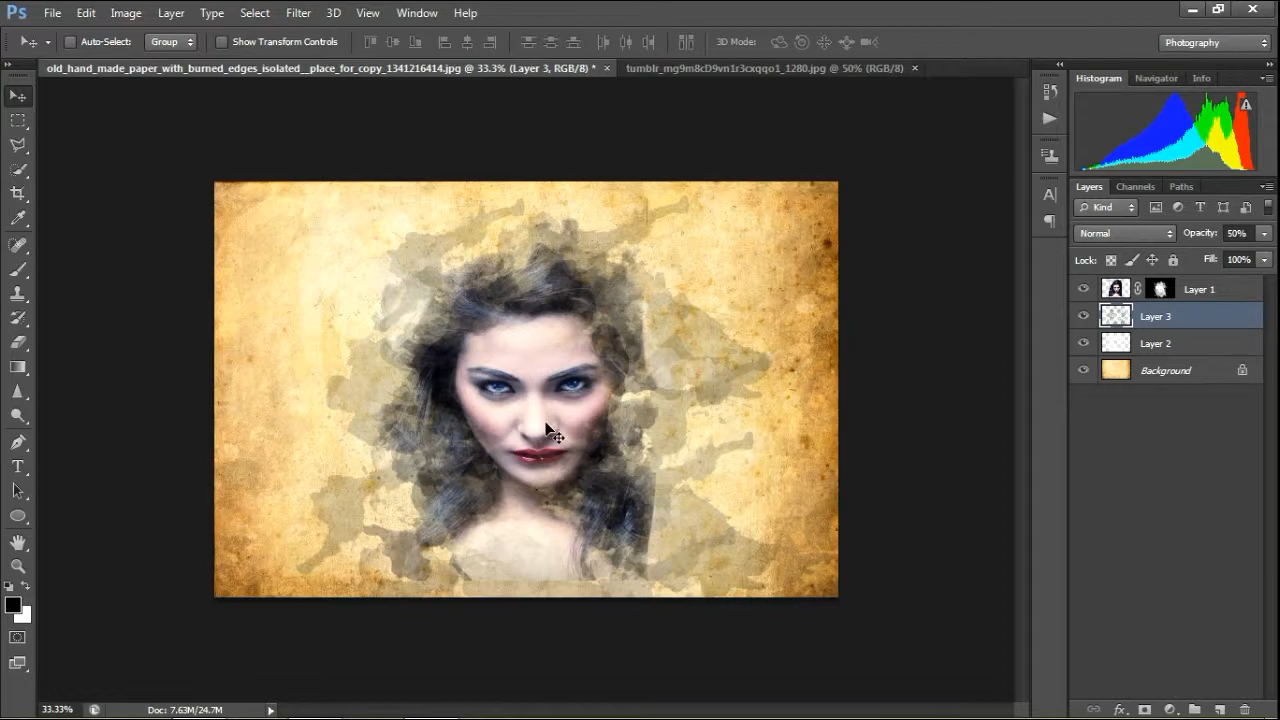 Ps File Edit Image Layer Type Select Filter 3D View Window Help
Auto-Select: Group Show Transform Controls 3D Mode: Photography
old_hand_made_paper_with_burned_edges_isolated__place_for_copy_1341216414.jpg @ 33.3% (Layer 3, RGB/8) * × tumblr_mg9m8cD9vn1r3cxqqo1_1280.jpg @ 50% (RGB/8) ×
Histogram Navigator Info
Layers Channels Paths
Kind T
Normal Opacity: 50%
Lock: Fill: 100%
Layer 1
Layer 3
Layer 2
Background
A
T
33.33% Doc: 7.63M/24.7M
fx